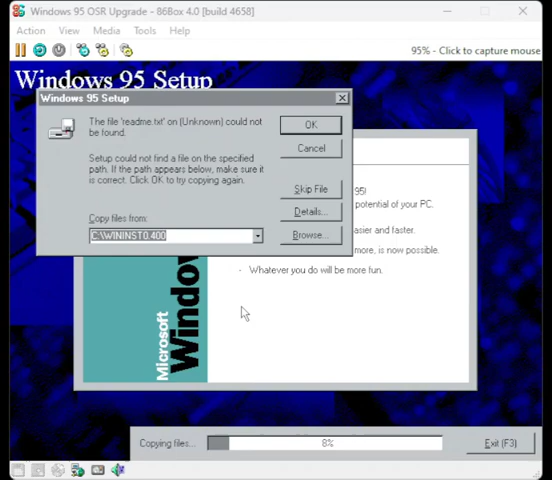 Windows 95 OSR Upgrade - 86Box 4.0 [build 4658]
Action View Media Tools Help
95% - Click to capture mouse
Windows 95 Setup
Windows 95 Setup
The file 'readme.txt' on (Unknown) could not
be found.
Setup could not find a file on the specified
path. If the path appears below, make sure it
is correct. Click OK to try copying again.
Copy files from:
C:\WININST0.400
OK
Cancel
Skip File
Details...
Browse...
95!
potential of your PC.
easier and faster.
more, is now possible.
- Whatever you do will be more fun.
Microsoft
Window
Copying files...
8%
Exit (F3)